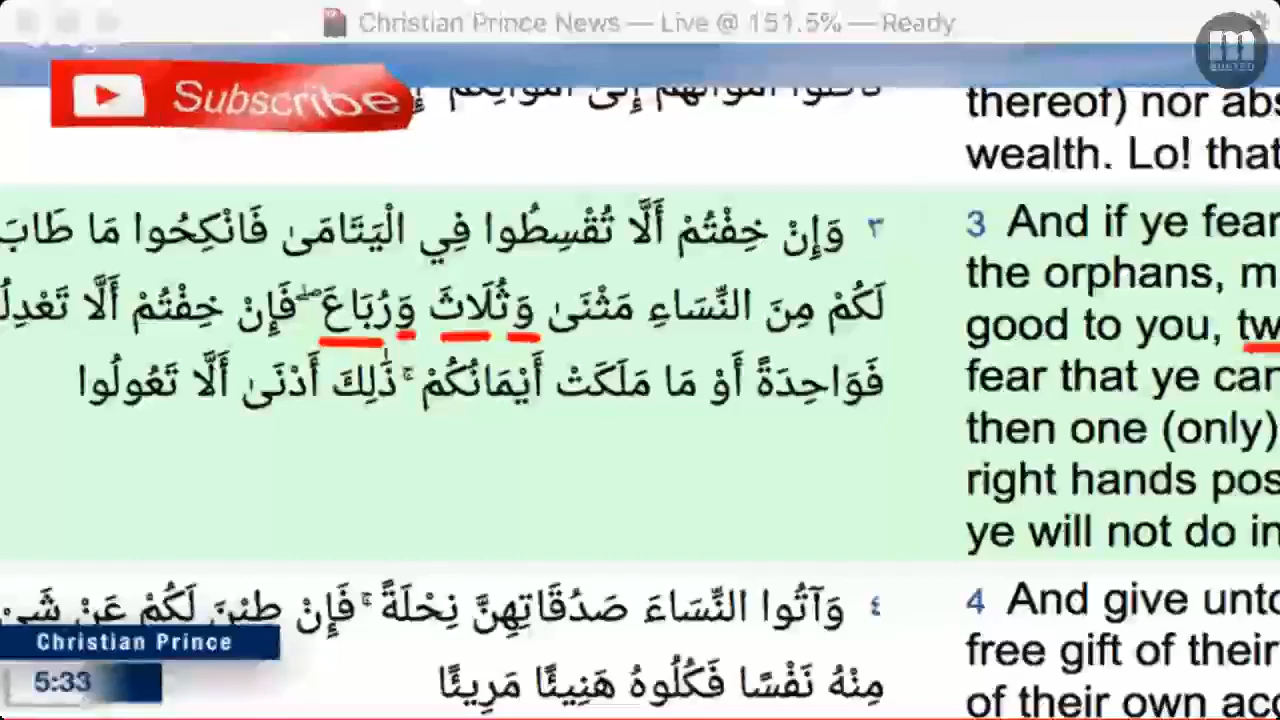 Christian Prince News — Live @ 151.5% — Ready
Subscribe
thereof) nor abs
wealth. Lo! that
٣ وَإِنْ خِفْتُمْ أَلَّا تُقْسِطُوا فِي الْيَتَامَىٰ فَانْكِحُوا مَا طَابَ
لَكُمْ مِنَ النِّسَاءِ مَثْنَىٰ وَثُلَاثَ وَرُبَاعَ ۖ فَإِنْ خِفْتُمْ أَلَّا تَعْدِلُ
فَوَاحِدَةً أَوْ مَا مَلَكَتْ أَيْمَانُكُمْ ۚ ذَٰلِكَ أَدْنَىٰ أَلَّا تَعُولُوا
3 And if ye fear
the orphans, m
good to you, tw
fear that ye can
then one (only)
right hands pos
ye will not do in
٤ وَآتُوا النِّسَاءَ صَدُقَاتِهِنَّ نِحْلَةً ۚ فَإِنْ طِبْنَ لَكُمْ عَنْ شَيْ
مِنْهُ نَفْسًا فَكُلُوهُ هَنِيئًا مَرِيئًا
4 And give unto
free gift of their
of their own acc
Christian Prince
5:33